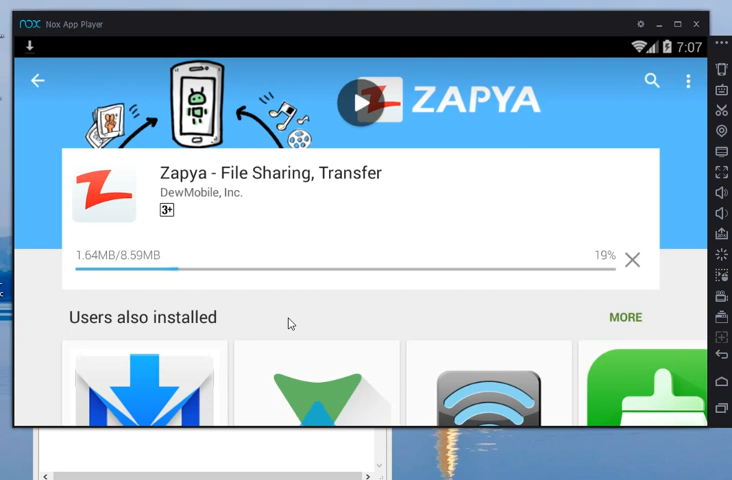 nox Nox App Player
7:07
ZAPYA
Zapya - File Sharing, Transfer
DewMobile, Inc.
3+
1.64MB/8.59MB 19%
Users also installed MORE